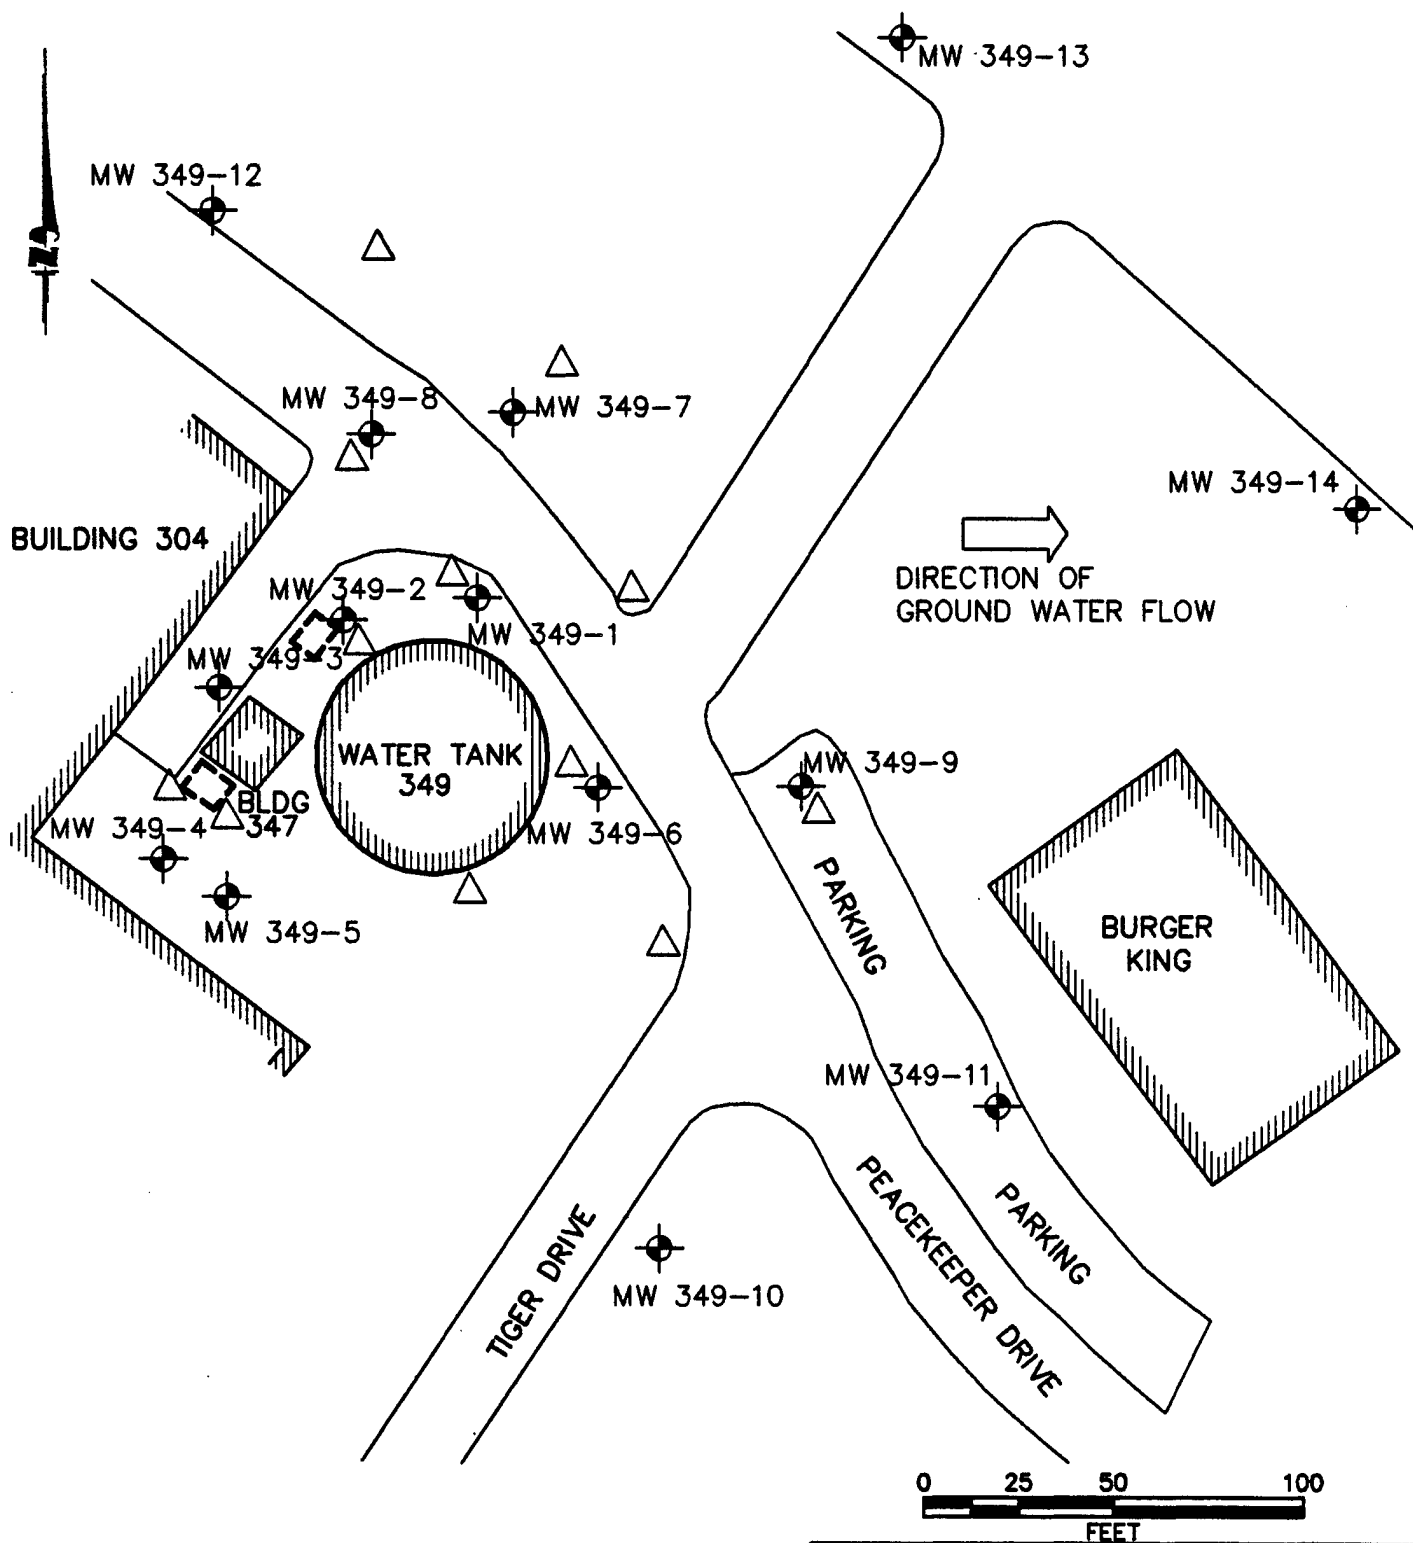 MW 349-13
MW 349-12
N
MW 349-8
MW 349-7
MW 349-14
BUILDING 304
DIRECTION OF
GROUND WATER FLOW
MW 349-2
MW 349-1
MW 349-3
WATER TANK
349
MW 349-9
BLDG
347
MW 349-4
MW 349-6
PARKING
MW 349-5
BURGER
KING
MW 349-11
PEACEKEEPER DRIVE
PARKING
TIGER DRIVE
MW 349-10
0 25 50 100
FEET